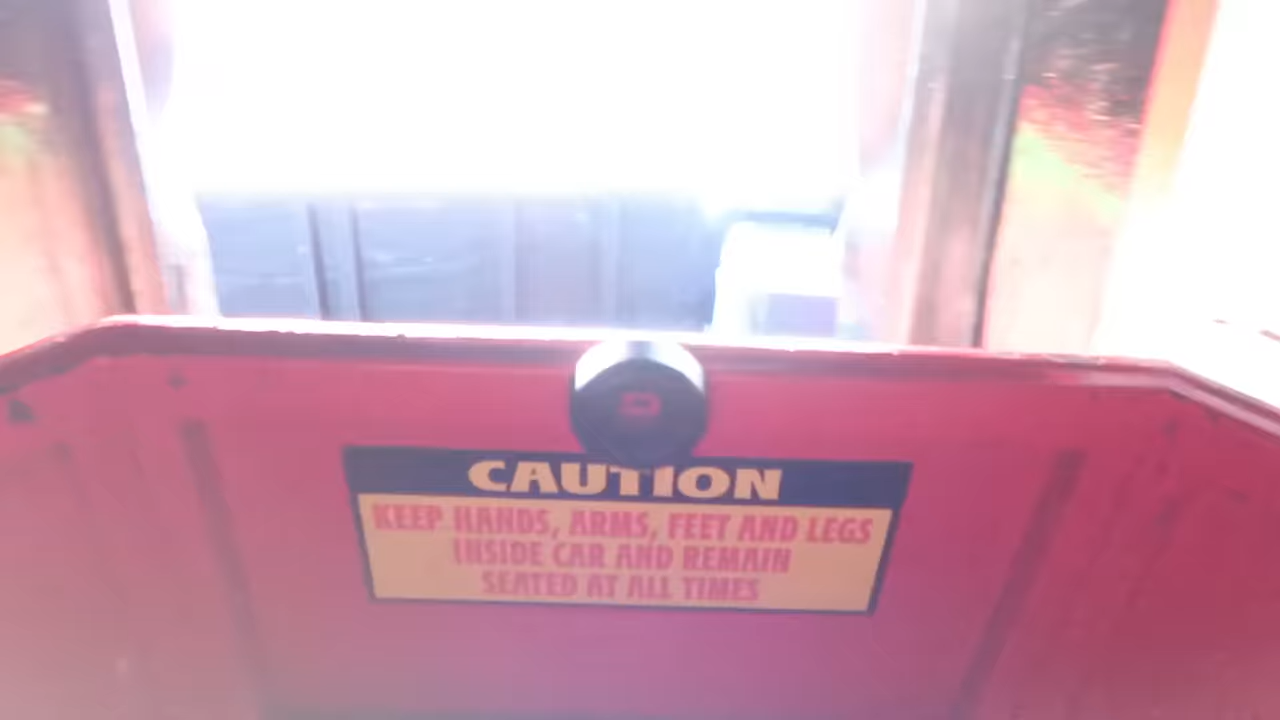 CAUTION
KEEP HANDS, ARMS, FEET AND LEGS
INSIDE CAR AND REMAIN
SEATED AT ALL TIMES